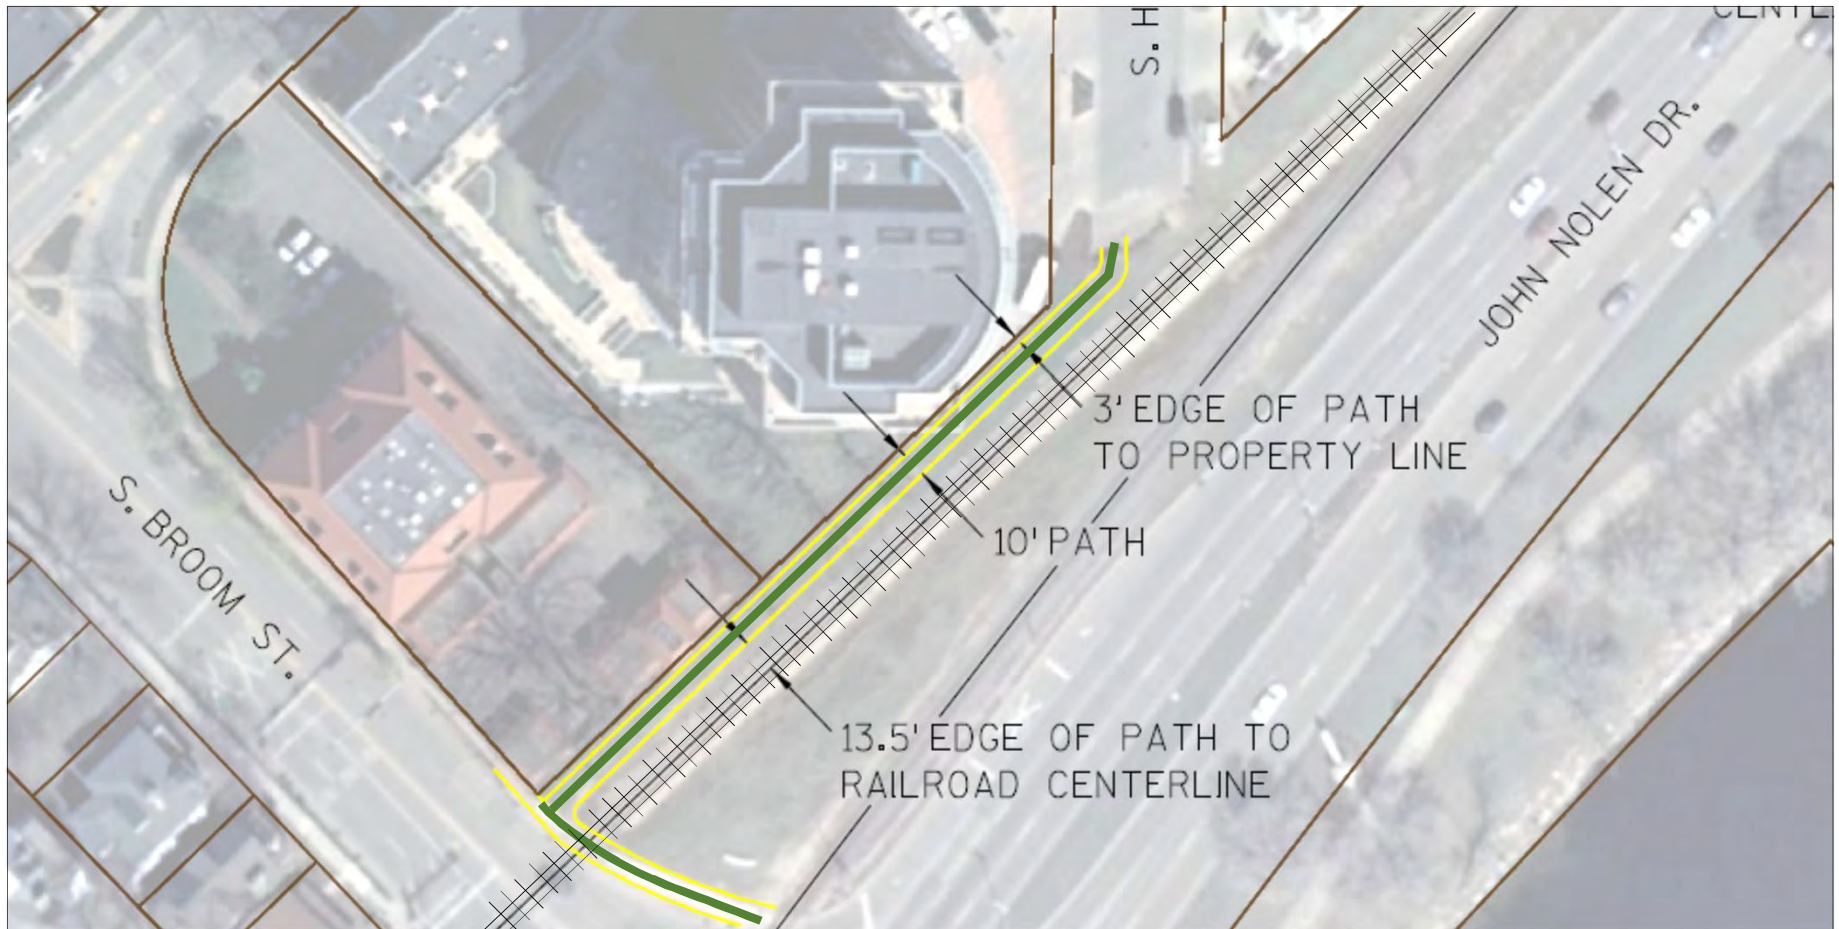 CENTE
S. H
JOHN NOLEN DR.
3' EDGE OF PATH
TO PROPERTY LINE
10' PATH
S. BROOM ST.
13.5' EDGE OF PATH TO
RAILROAD CENTERLINE